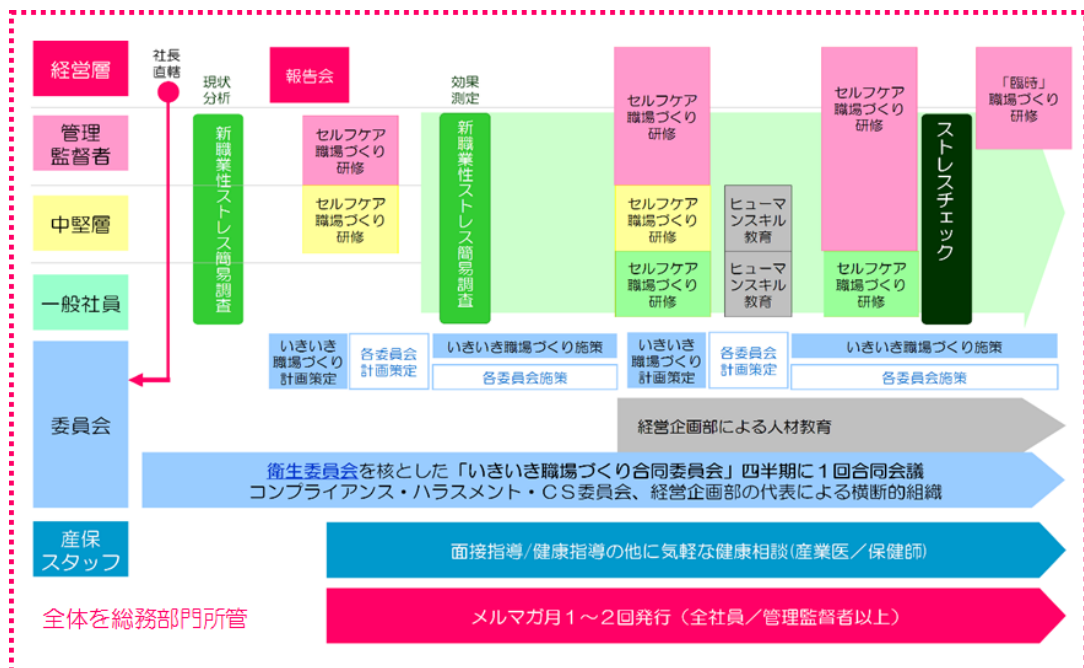 経営層
社長
直轄
現状
分析
報告会
効果
測定
セルフケア
職場づくり
研修
セルフケア
職場づくり
研修
「臨時」
職場づくり
研修
管理
監督者
新職業性ストレス簡易調査
セルフケア
職場づくり
研修
新職業性ストレス簡易調査
ストレスチェック
中堅層
セルフケア
職場づくり
研修
セルフケア
職場づくり
研修
ヒューマ
ンスキル
教育
一般社員
セルフケア
職場づくり
研修
ヒューマ
ンスキル
教育
セルフケア
職場づくり
研修
委員会
いきいき
職場づくり
計画策定
各委員会
計画策定
いきいき職場づくり施策
各委員会施策
いきいき
職場づくり
計画策定
各委員会
計画策定
いきいき職場づくり施策
各委員会施策
経営企画部による人材教育
衛生委員会を核とした「いきいき職場づくり合同委員会」四半期に1回合同会議
コンプライアンス・ハラスメント・CS委員会、経営企画部の代表による横断的組織
産保
スタッフ
面接指導/健康指導の他に気軽な健康相談(産業医/保健師)
全体を総務部門所管
メルマガ月1~2回発行(全社員/管理監督者以上)